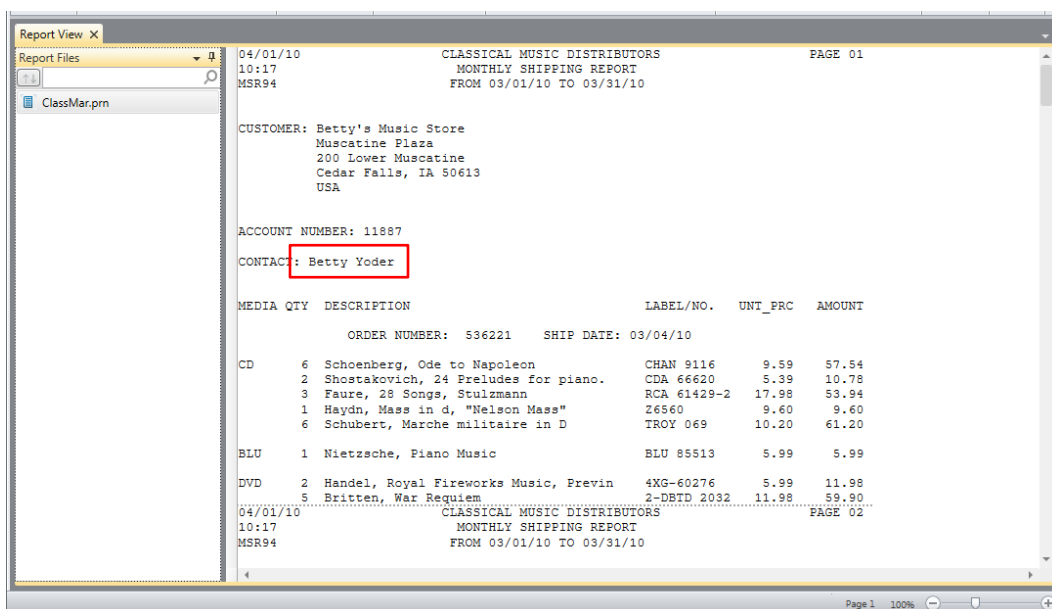 Report View X
Report Files
ClassMar.prn
04/01/10 CLASSICAL MUSIC DISTRIBUTORS PAGE 01
10:17 MONTHLY SHIPPING REPORT
MSR94 FROM 03/01/10 TO 03/31/10
CUSTOMER: Betty's Music Store
Muscatine Plaza
200 Lower Muscatine
Cedar Falls, IA 50613
USA
ACCOUNT NUMBER: 11887
CONTACT: Betty Yoder
MEDIA QTY DESCRIPTION LABEL/NO. UNT_PRC AMOUNT
ORDER NUMBER: 536221 SHIP DATE: 03/04/10
CD 6 Schoenberg, Ode to Napoleon CHAN 9116 9.59 57.54
2 Shostakovich, 24 Preludes for piano. CDA 66620 5.39 10.78
3 Faure, 28 Songs, Stulzmann RCA 61429-2 17.98 53.94
1 Haydn, Mass in d, "Nelson Mass" Z6560 9.60 9.60
6 Schubert, Marche militaire in D TROY 069 10.20 61.20
BLU 1 Nietzsche, Piano Music BLU 85513 5.99 5.99
DVD 2 Handel, Royal Fireworks Music, Previn 4XG-60276 5.99 11.98
5 Britten, War Requiem 2-DBTD 2032 11.98 59.90
04/01/10 CLASSICAL MUSIC DISTRIBUTORS PAGE 02
10:17 MONTHLY SHIPPING REPORT
MSR94 FROM 03/01/10 TO 03/31/10
Page 1 100%